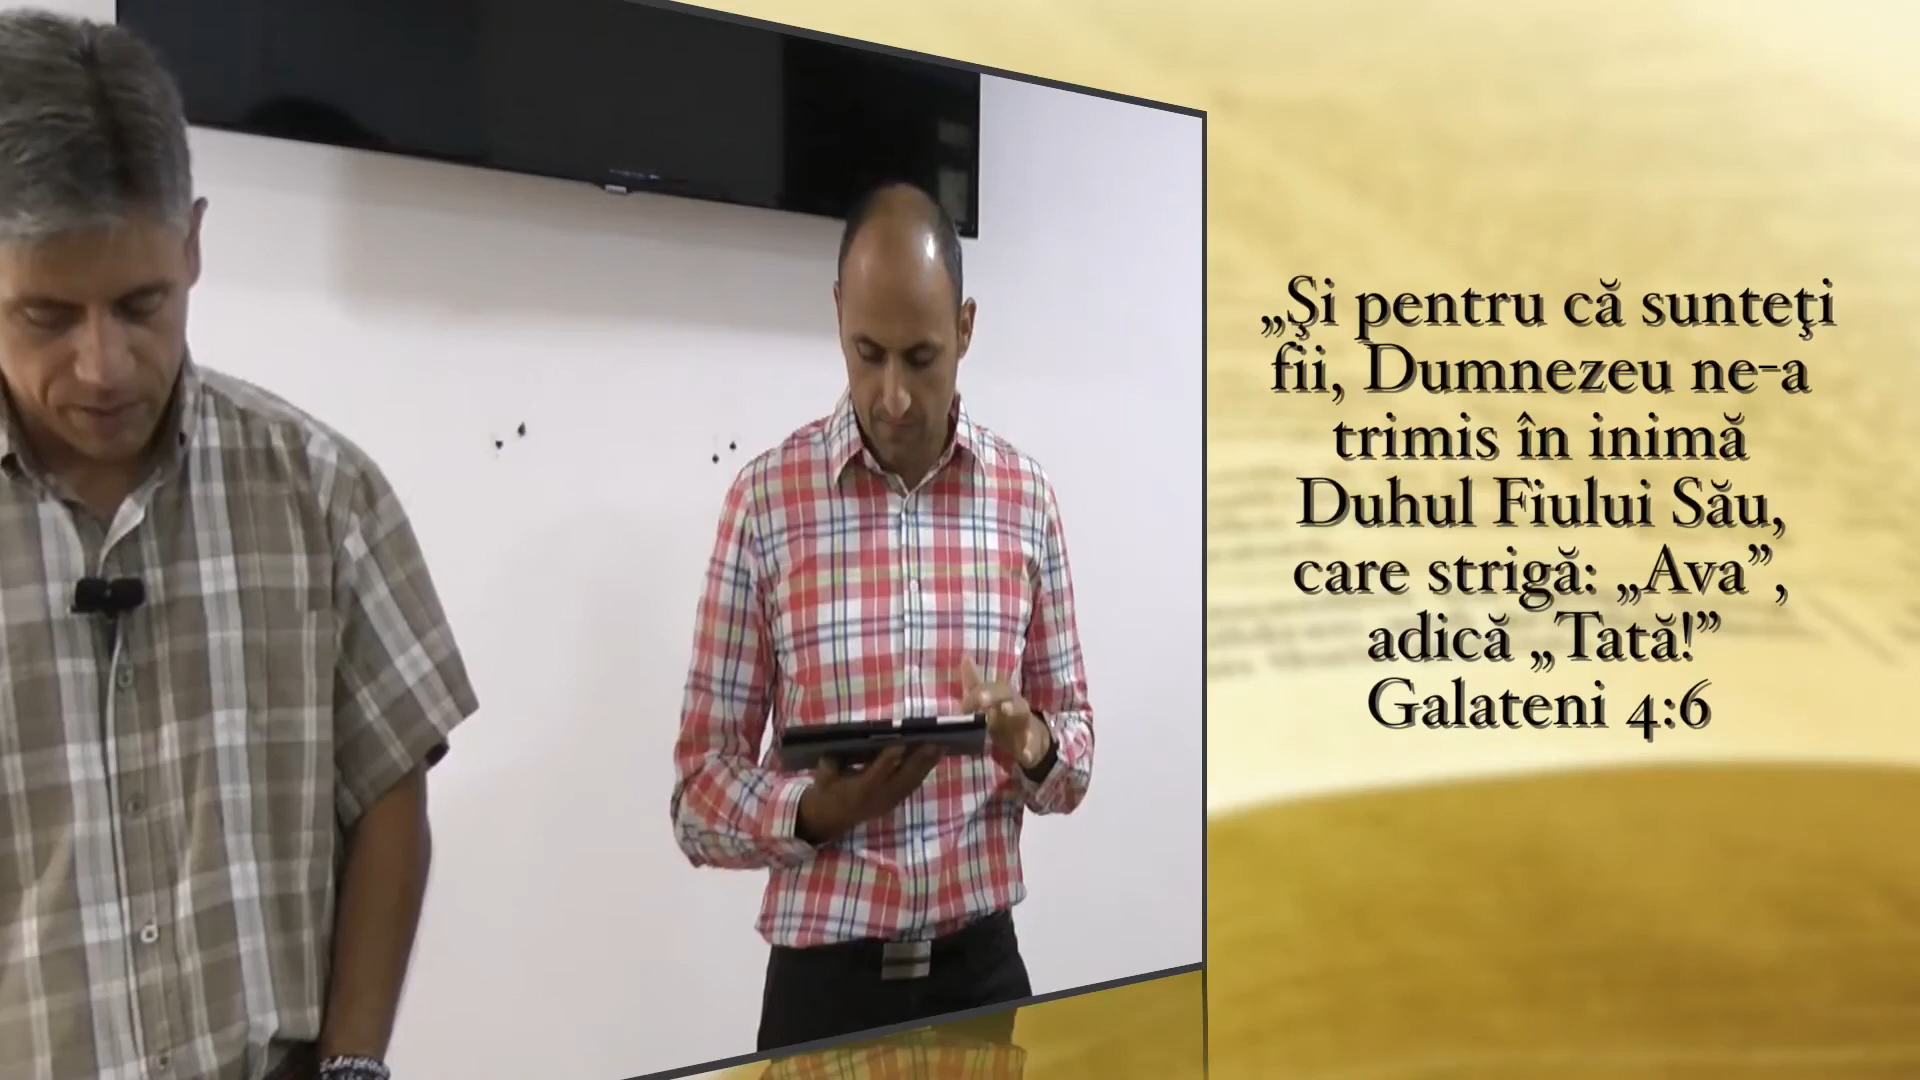 „Şi pentru că sunteţi
fii, Dumnezeu ne-a
trimis în inimă
Duhul Fiului Său,
care strigă: „Ava”,
adică „Tată!”
Galateni 4:6